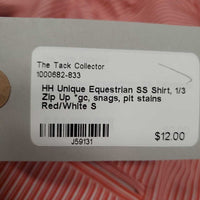 The Tack Collector
1000682-833
HH Unique Equestrian SS Shirt, 1/3
Zip Up *gc, snags, pit stains
Red/White S
$12.00
J59131